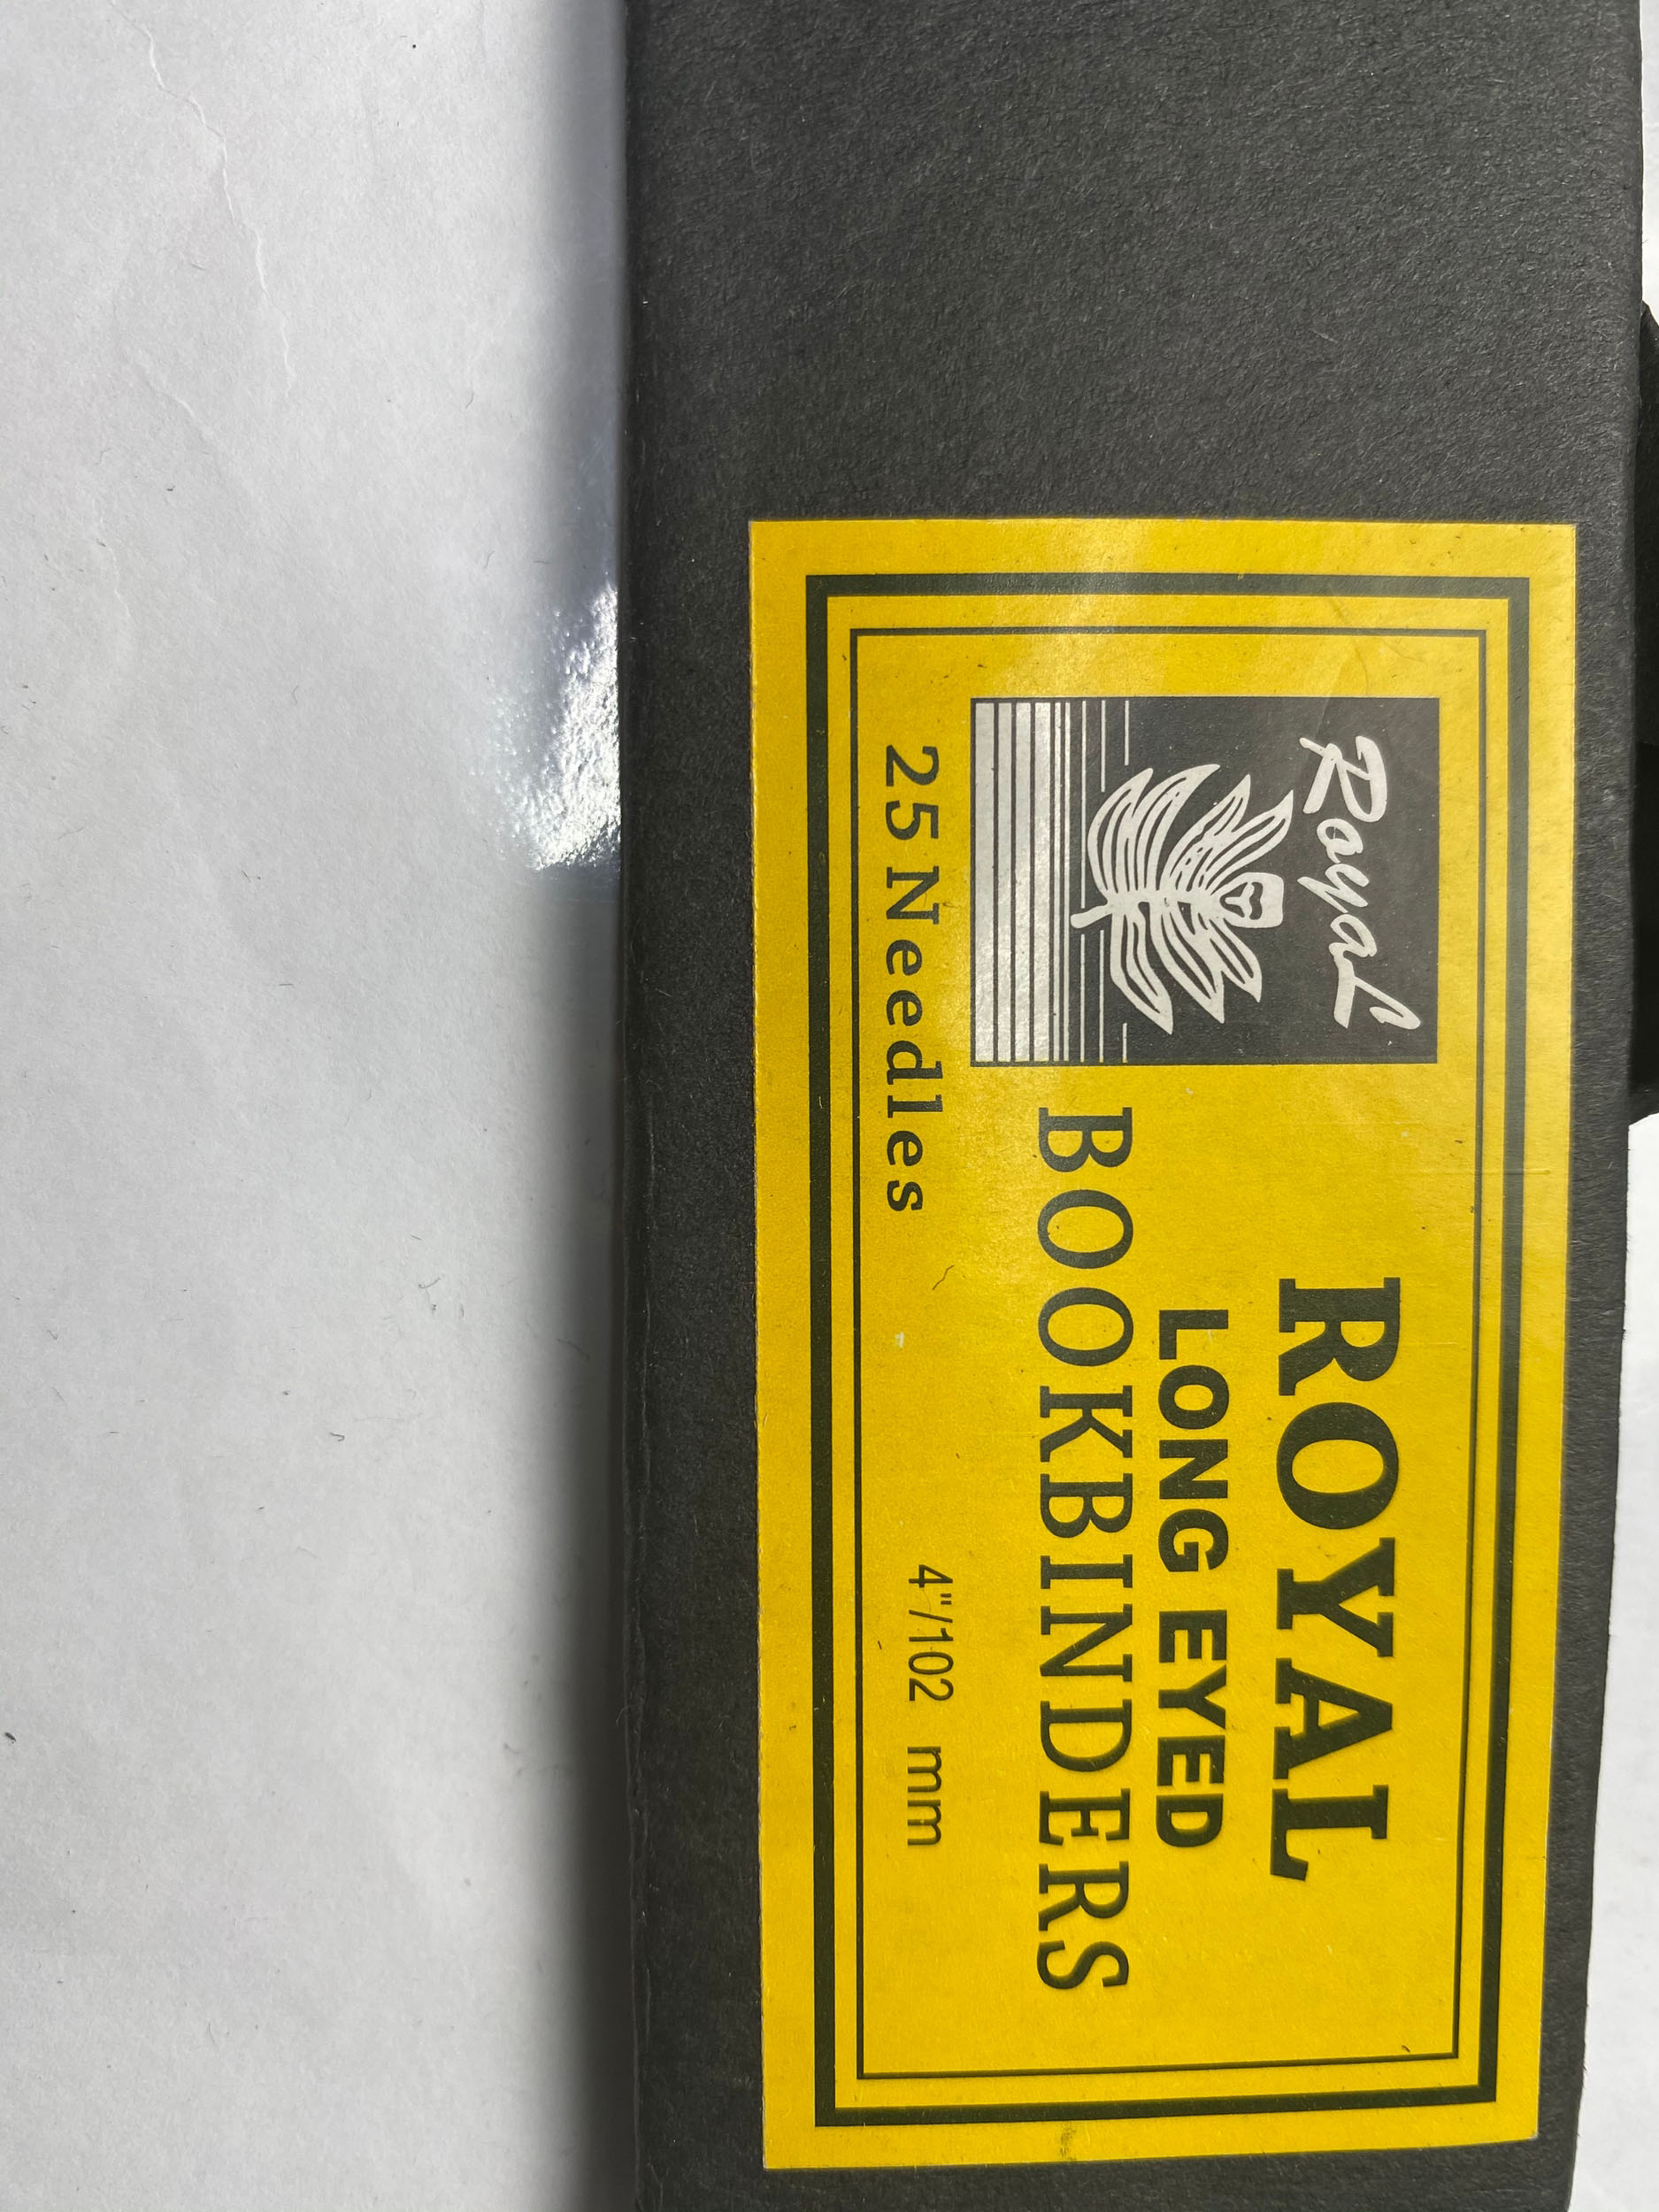 Royal
ROYAL
LONG EYED
BOOKBINDERS
25 Needles
4"/102 mm